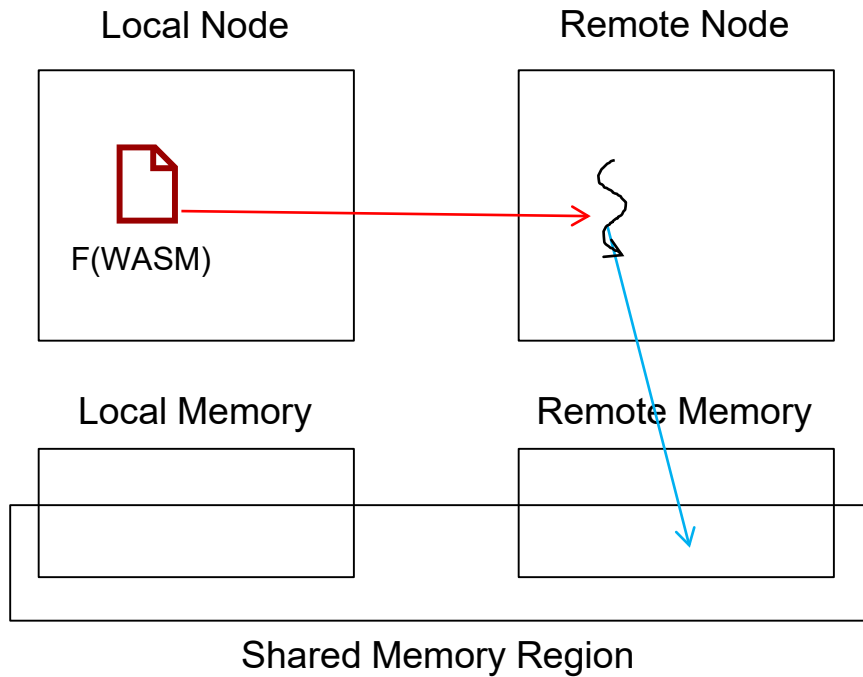 Local Node
Remote Node
F(WASM)
Local Memory
Remote Memory
Shared Memory Region